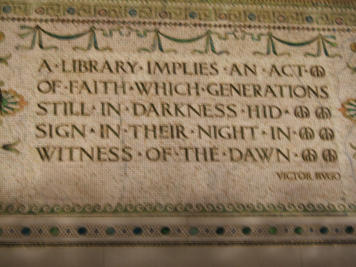 A·LIBRARY·IMPLIES·AN·ACT·
OF·FAITH·WHICH·GENERATIONS
STILL·IN·DARKNESS·HID·
SIGN·IN·THEIR·NIGHT·IN·
WITNESS·OF·THE·DAWN·
VICTOR HVGO